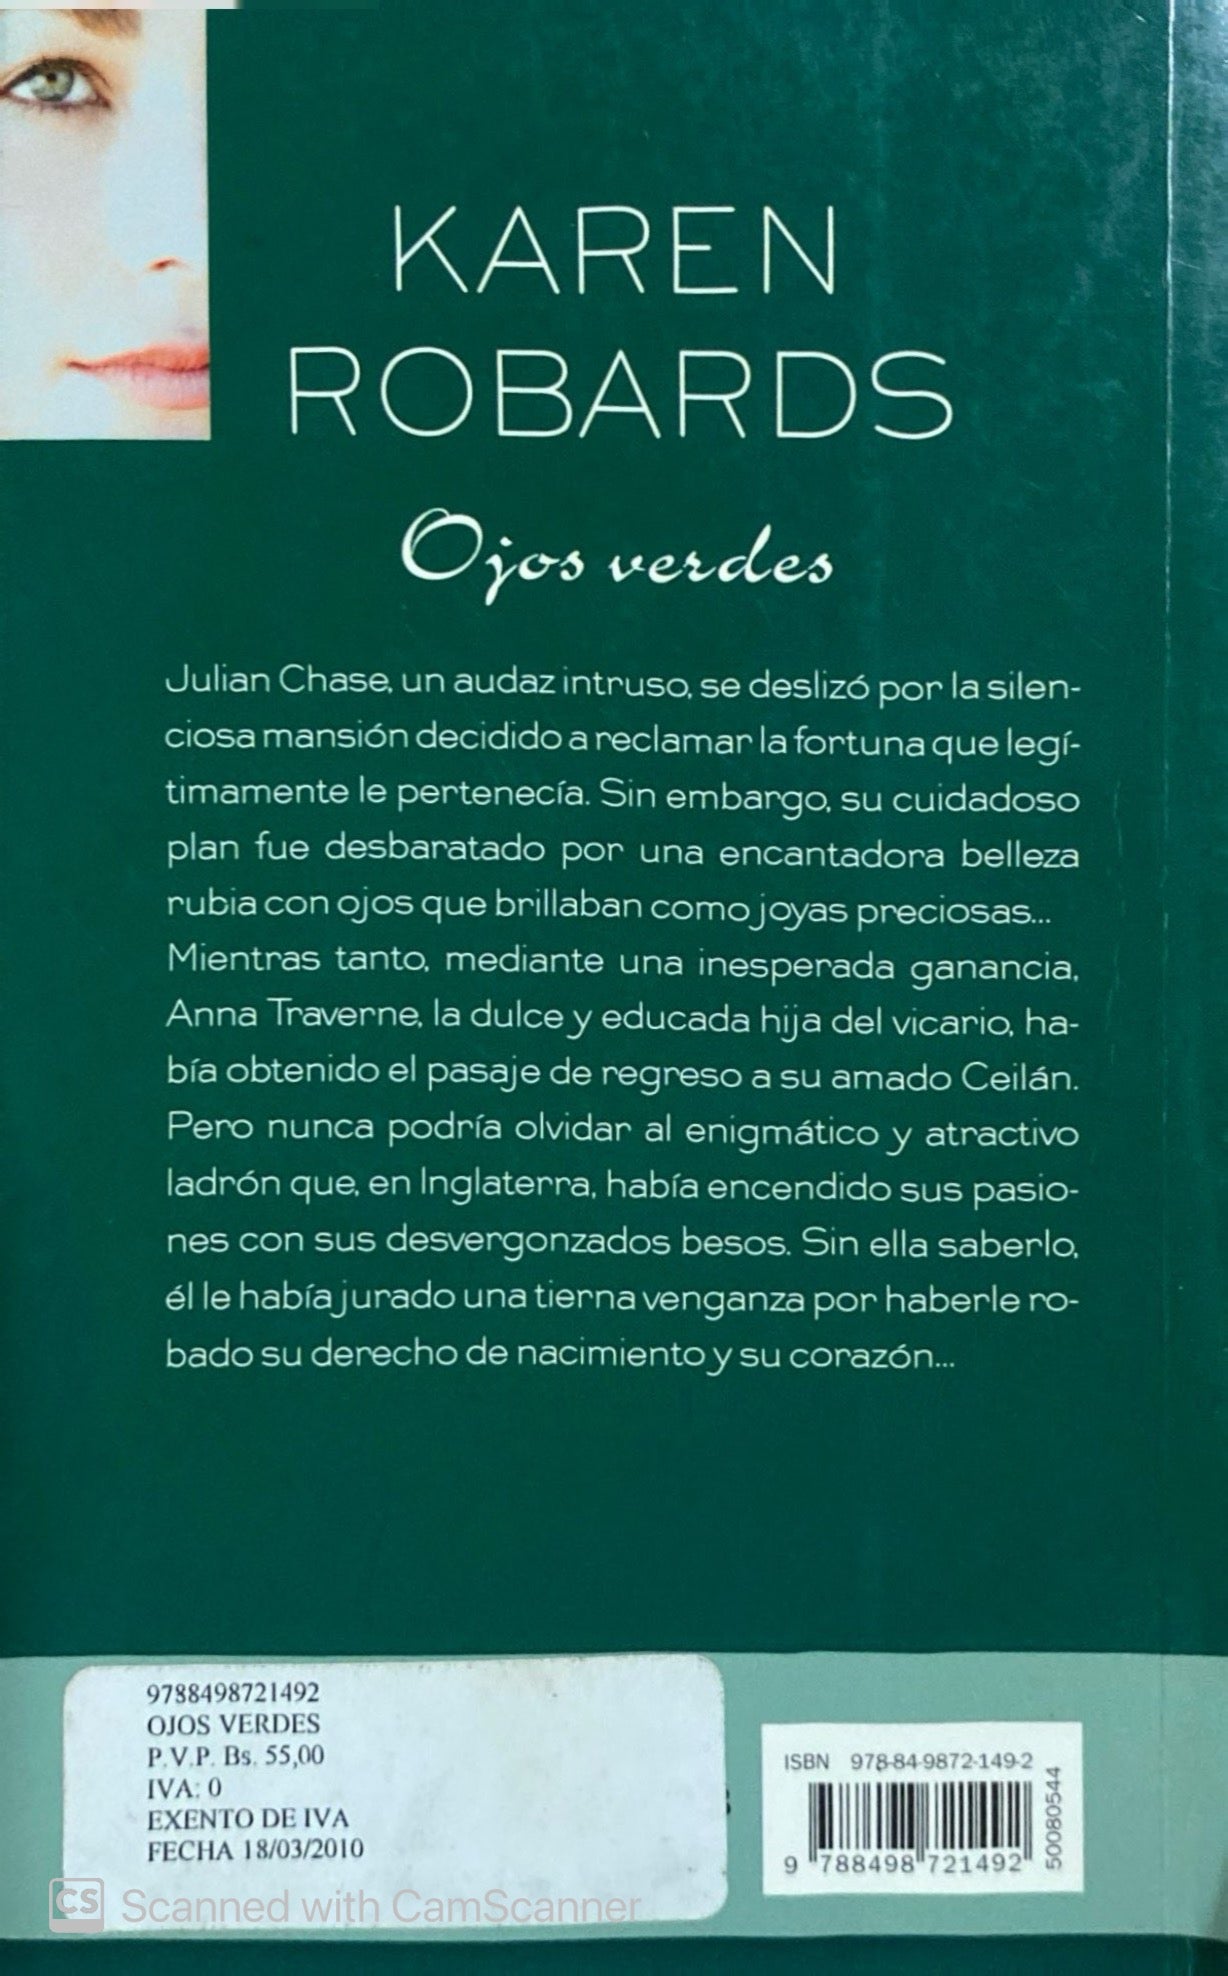 KAREN
ROBARDS
Ojos verdes
Julian Chase, un audaz intruso, se deslizó por la silen-
ciosa mansión decidido a reclamar la fortuna que legí-
timamente le pertenecía. Sin embargo, su cuidadoso
plan fue desbaratado por una encantadora belleza
rubia con ojos que brillaban como joyas preciosas...
Mientras tanto, mediante una inesperada ganancia,
Anna Traverne, la dulce y educada hija del vicario, ha-
bía obtenido el pasaje de regreso a su amado Ceilán.
Pero nunca podría olvidar al enigmático y atractivo
ladrón que, en Inglaterra, había encendido sus pasio-
nes con sus desvergonzados besos. Sin ella saberlo,
él le había jurado una tierna venganza por haberle ro-
bado su derecho de nacimiento y su corazón...
9788498721492
OJOS VERDES
P.V.P. Bs. 55,00
IVA: 0
EXENTO DE IVA
FECHA 18/03/2010
ISBN 978-84-9872-149-2
9 788498 721492
50080544
CS Scanned with CamScanner